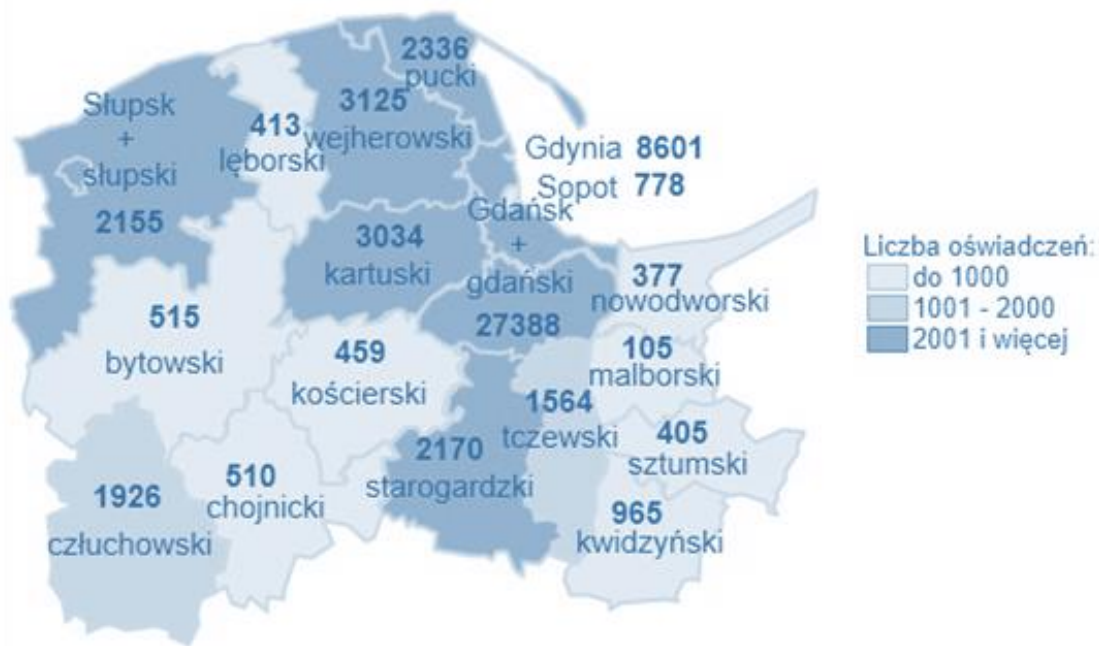 2336
pucki
Słupsk
+
słupski
2155
413
lęborski
3125
wejherowski
Gdynia 8601
Sopot 778
Gdańsk
+
gdański
27388
3034
kartuski
377
nowodworski
Liczba oświadczeń:
do 1000
1001 - 2000
2001 i więcej
515
bytowski
459
kościerski
105
malborski
1564
tczewski
405
sztumski
2170
starogardzki
510
chojnicki
1926
człuchowski
965
kwidzyński